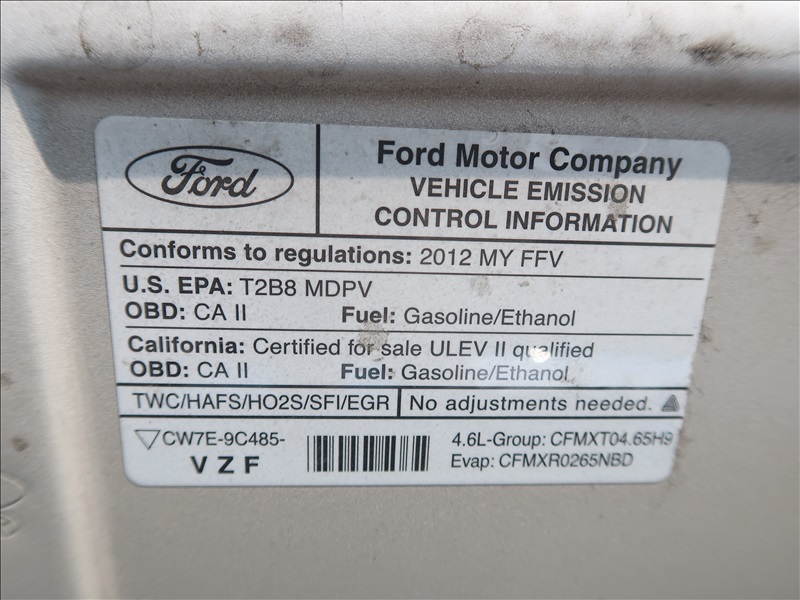 Ford
Ford Motor Company
VEHICLE EMISSION
CONTROL INFORMATION
Conforms to regulations: 2012 MY FFV
U.S. EPA: T2B8 MDPV
OBD: CA II Fuel: Gasoline/Ethanol
California: Certified for sale ULEV II qualified
OBD: CA II Fuel: Gasoline/Ethanol
TWC/HAFS/HO2S/SFI/EGR No adjustments needed.
CW7E-9C485-
VZF
4.6L-Group: CFMXT04.65H9
Evap: CFMXR0265NBD